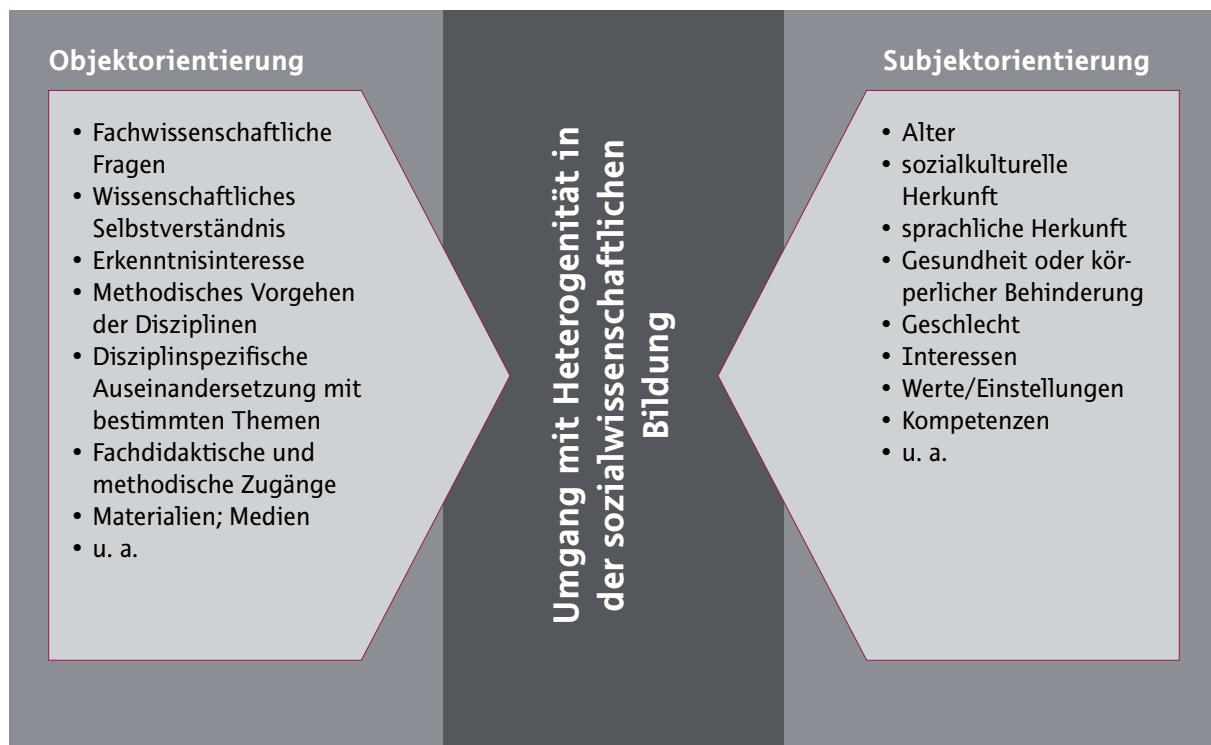 Objektorientierung
• Fachwissenschaftliche
Fragen
• Wissenschaftliches
Selbstverständnis
• Erkenntnisinteresse
• Methodisches Vorgehen
der Disziplinen
• Disziplinspezifische
Auseinandersetzung mit
bestimmten Themen
• Fachdidaktische und
methodische Zugänge
• Materialien; Medien
• u. a.
Umgang mit Heterogenität in
der sozialwissenschaftlichen
Bildung
Subjektorientierung
• Alter
• sozialkulturelle
Herkunft
• sprachliche Herkunft
• Gesundheit oder kör-
perlicher Behinderung
• Geschlecht
• Interessen
• Werte/Einstellungen
• Kompetenzen
• u. a.